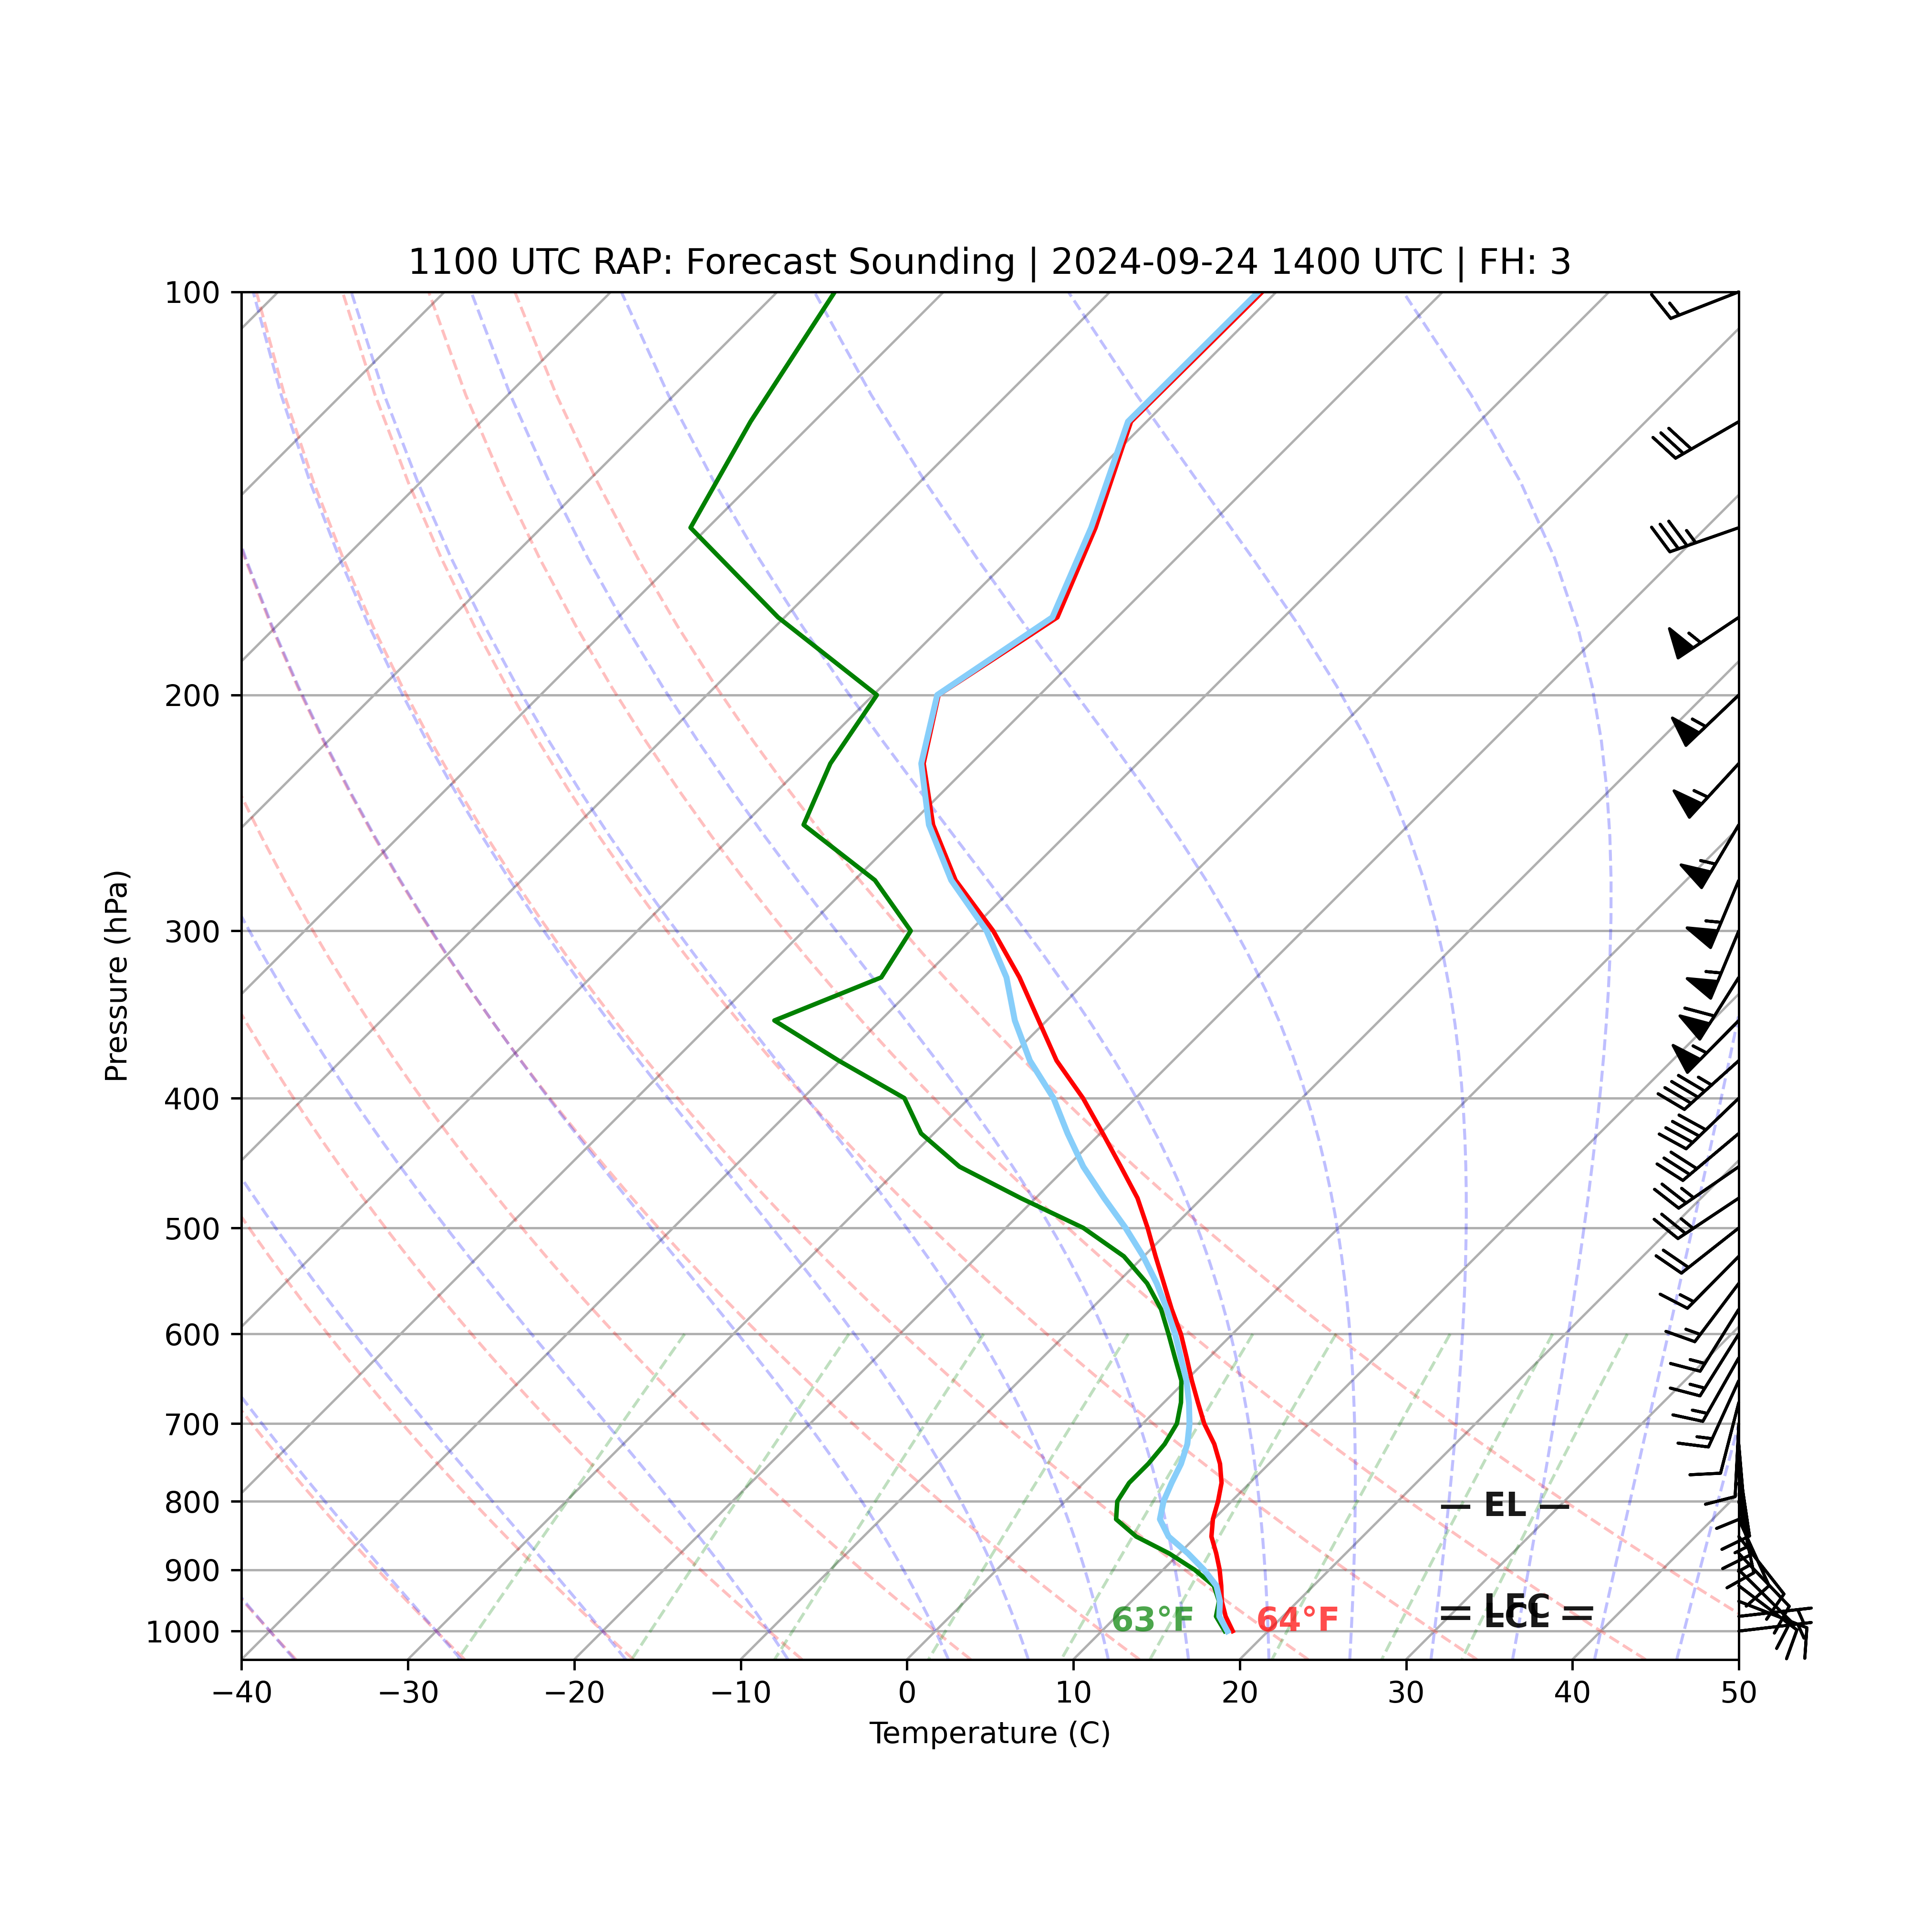 1100 UTC RAP: Forecast Sounding | 2024-09-24 1400 UTC | FH: 3
100
200
300
400
500
600
700
800
900
1000
Pressure (hPa)
— EL —
— LFC —
— LCL —
63°F
64°F
−40 −30 −20 −10 0 10 20 30 40 50
Temperature (C)